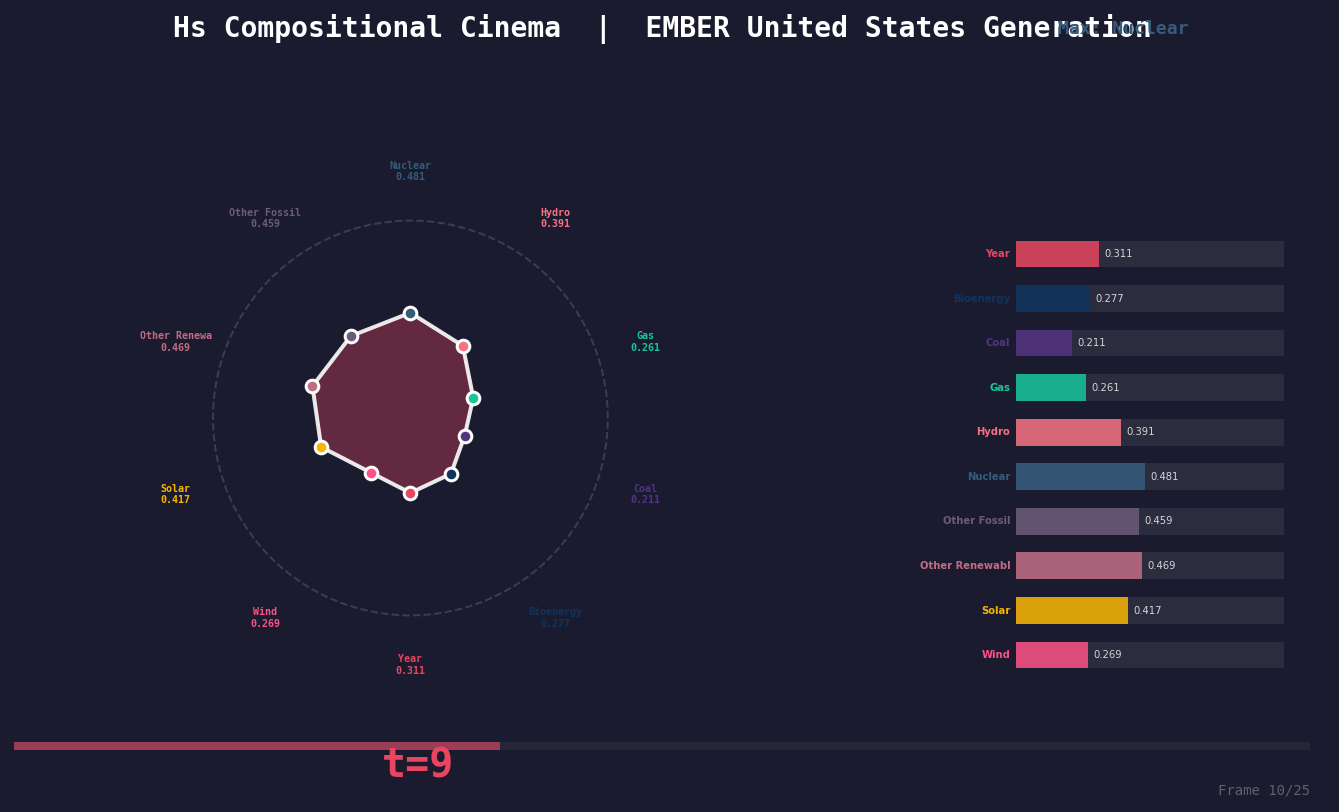 Hs Compositional Cinema | EMBER United States Generation
Max: Nuclear
Nuclear
0.481
Other Fossil
0.459
Hydro
0.391
Other Renewa
0.469
Gas
0.261
Solar
0.417
Coal
0.211
Wind
0.269
Bioenergy
0.277
Year
0.311
Year 0.311
Bioenergy 0.277
Coal 0.211
Gas 0.261
Hydro 0.391
Nuclear 0.481
Other Fossil 0.459
Other Renewabl 0.469
Solar 0.417
Wind 0.269
t=9
Frame 10/25